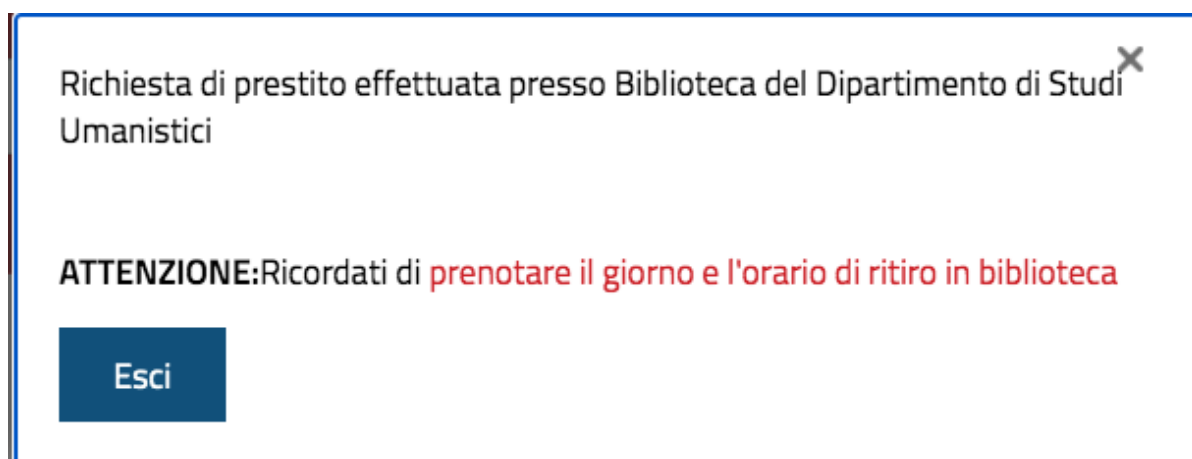 Richiesta di prestito effettuata presso Biblioteca del Dipartimento di Studi
Umanistici
ATTENZIONE:Ricordati di prenotare il giorno e l'orario di ritiro in biblioteca
Esci